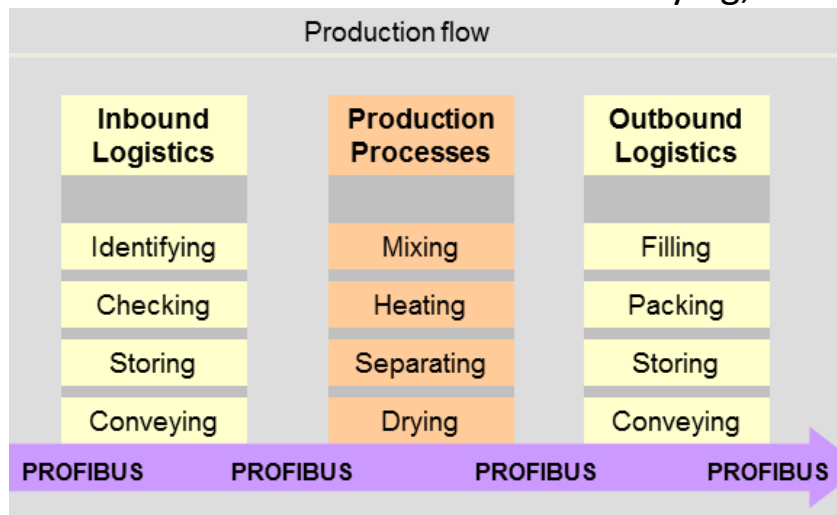 Production flow
Inbound
Logistics
Identifying
Checking
Storing
Conveying
Production
Processes
Mixing
Heating
Separating
Drying
Outbound
Logistics
Filling
Packing
Storing
Conveying
PROFIBUS PROFIBUS PROFIBUS PROFIBUS